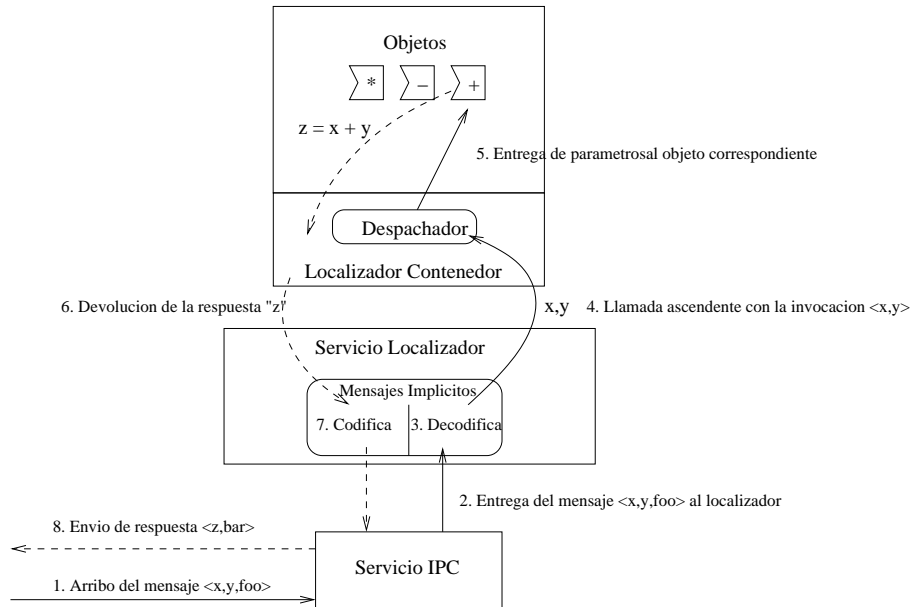 Objetos
* − +
z = x + y
5. Entrega de parametrosal objeto correspondiente
Despachador
Localizador Contenedor
6. Devolucion de la respuesta "z"
x,y
4. Llamada ascendente con la invocacion <x,y>
Servicio Localizador
Mensajes Implicitos
7. Codifica
3. Decodifica
2. Entrega del mensaje <x,y,foo> al localizador
8. Envio de respuesta <z,bar>
Servicio IPC
1. Arribo del mensaje <x,y,foo>